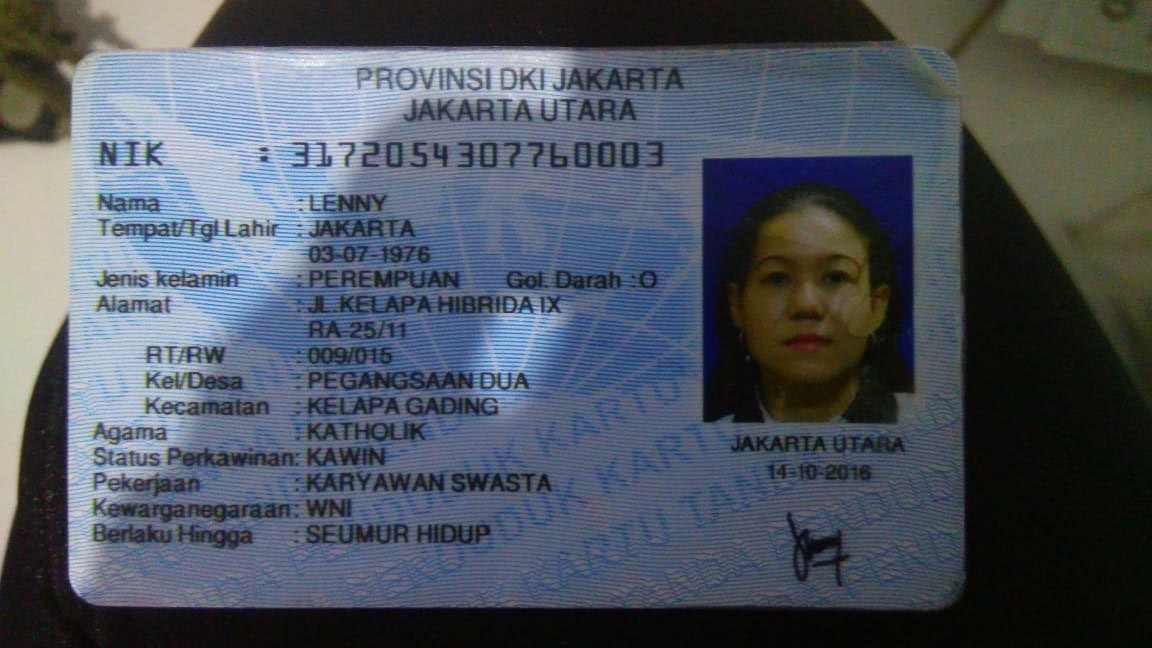 PROVINSI DKI JAKARTA
JAKARTA UTARA
NIK : 3172054307760003
Nama : LENNY
Tempat/Tgl Lahir : JAKARTA
03-07-1976
Jenis kelamin : PEREMPUAN Gol. Darah :O
Alamat : JL.KELAPA HIBRIDA IX
RA-25/11
RT/RW : 009/015
Kel/Desa : PEGANGSAAN DUA
Kecamatan : KELAPA GADING
Agama : KATHOLIK
Status Perkawinan: KAWIN
Pekerjaan : KARYAWAN SWASTA
Kewarganegaraan: WNI
Berlaku Hingga : SEUMUR HIDUP
JAKARTA UTARA
14-10-2016